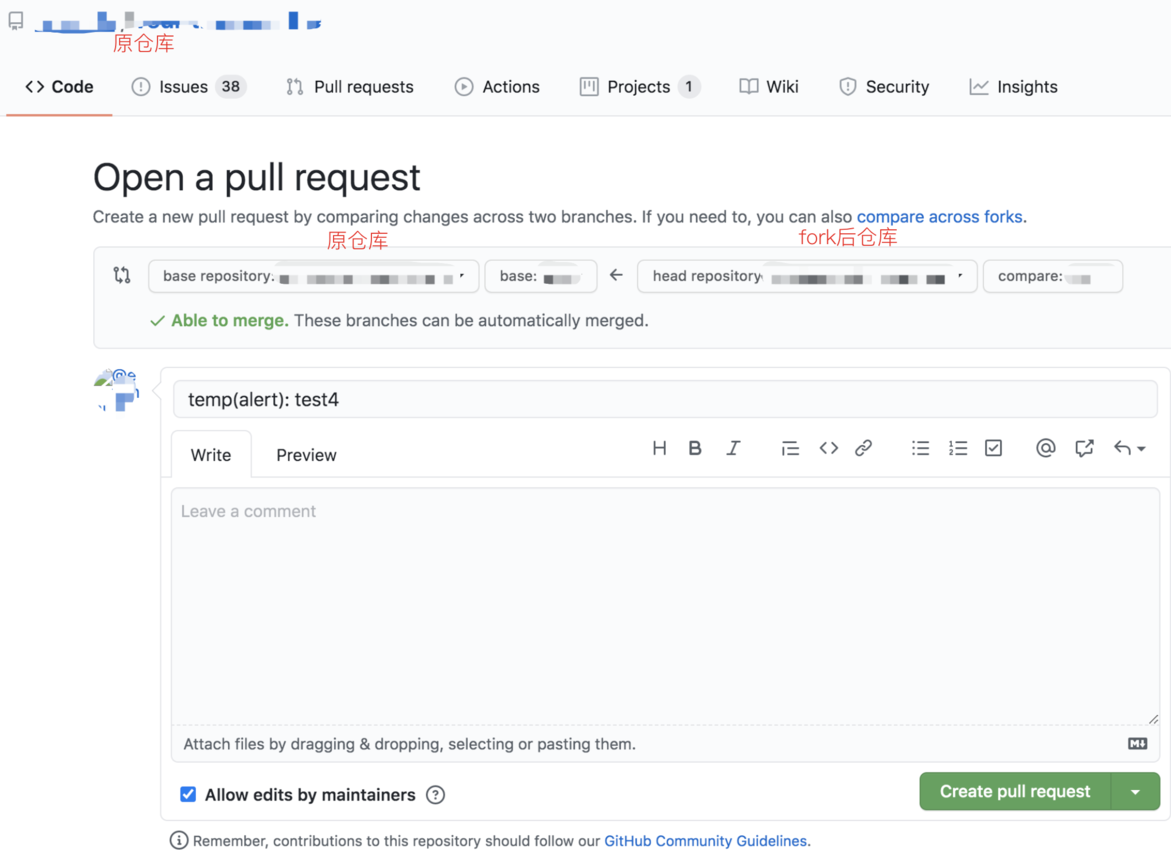 原仓库
Code Issues 38 Pull requests Actions Projects 1 Wiki Security Insights
Open a pull request
Create a new pull request by comparing changes across two branches. If you need to, you can also compare across forks.
原仓库 fork后仓库
base repository: base: head repository compare:
Able to merge. These branches can be automatically merged.
temp(alert): test4
Write Preview
Leave a comment
Attach files by dragging & dropping, selecting or pasting them.
Allow edits by maintainers Create pull request
Remember, contributions to this repository should follow our GitHub Community Guidelines.